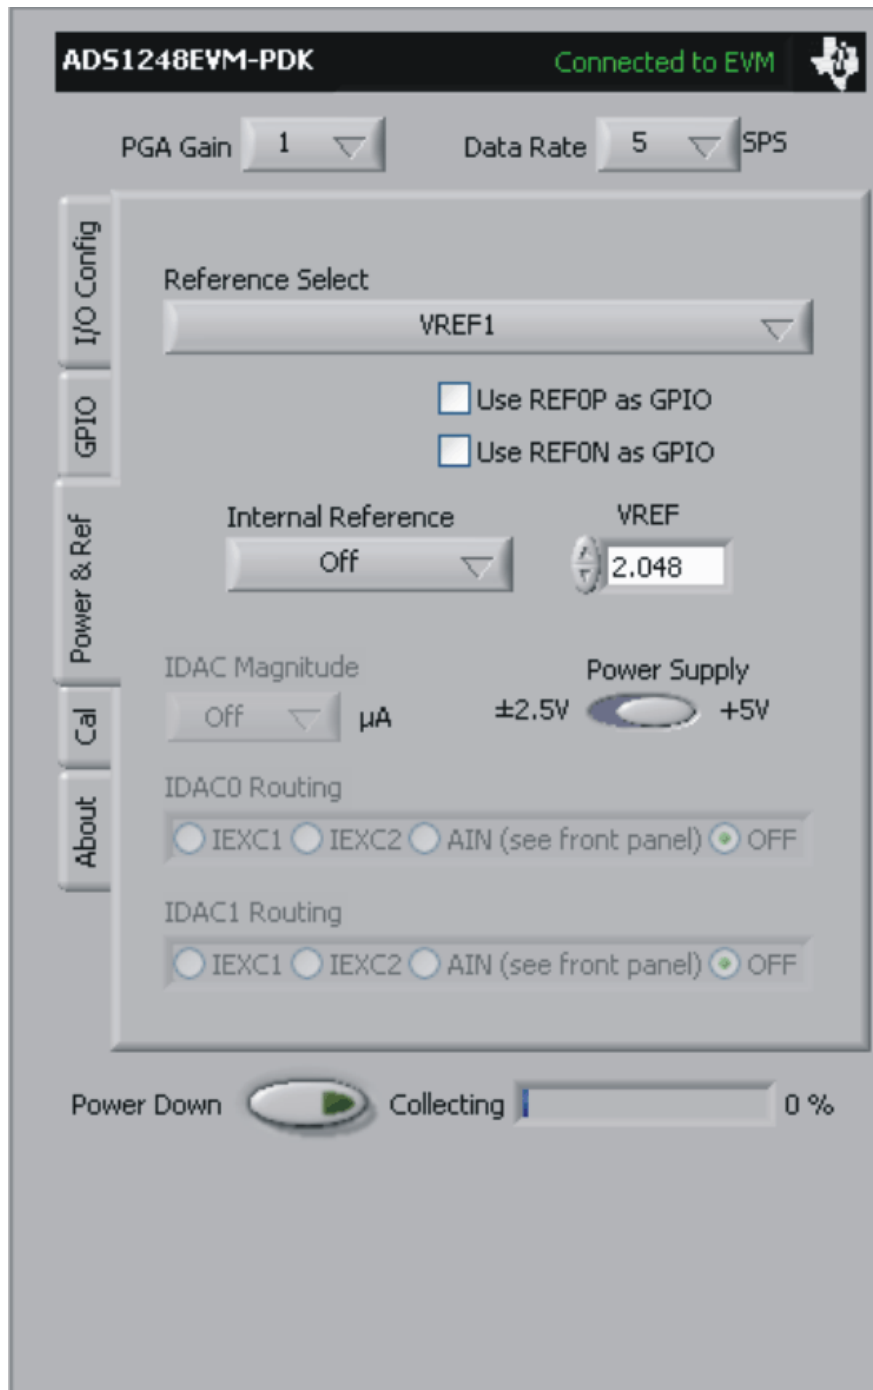 ADS1248EVM-PDK Connected to EVM
PGA Gain 1 Data Rate 5 SPS
I/O Config
GPIO
Power & Ref
Cal
About
Reference Select
VREF1
Use REF0P as GPIO
Use REF0N as GPIO
Internal Reference VREF
Off 2.048
IDAC Magnitude Power Supply
Off µA ±2.5V +5V
IDAC0 Routing
IEXC1 IEXC2 AIN (see front panel) OFF
IDAC1 Routing
IEXC1 IEXC2 AIN (see front panel) OFF
Power Down Collecting 0 %